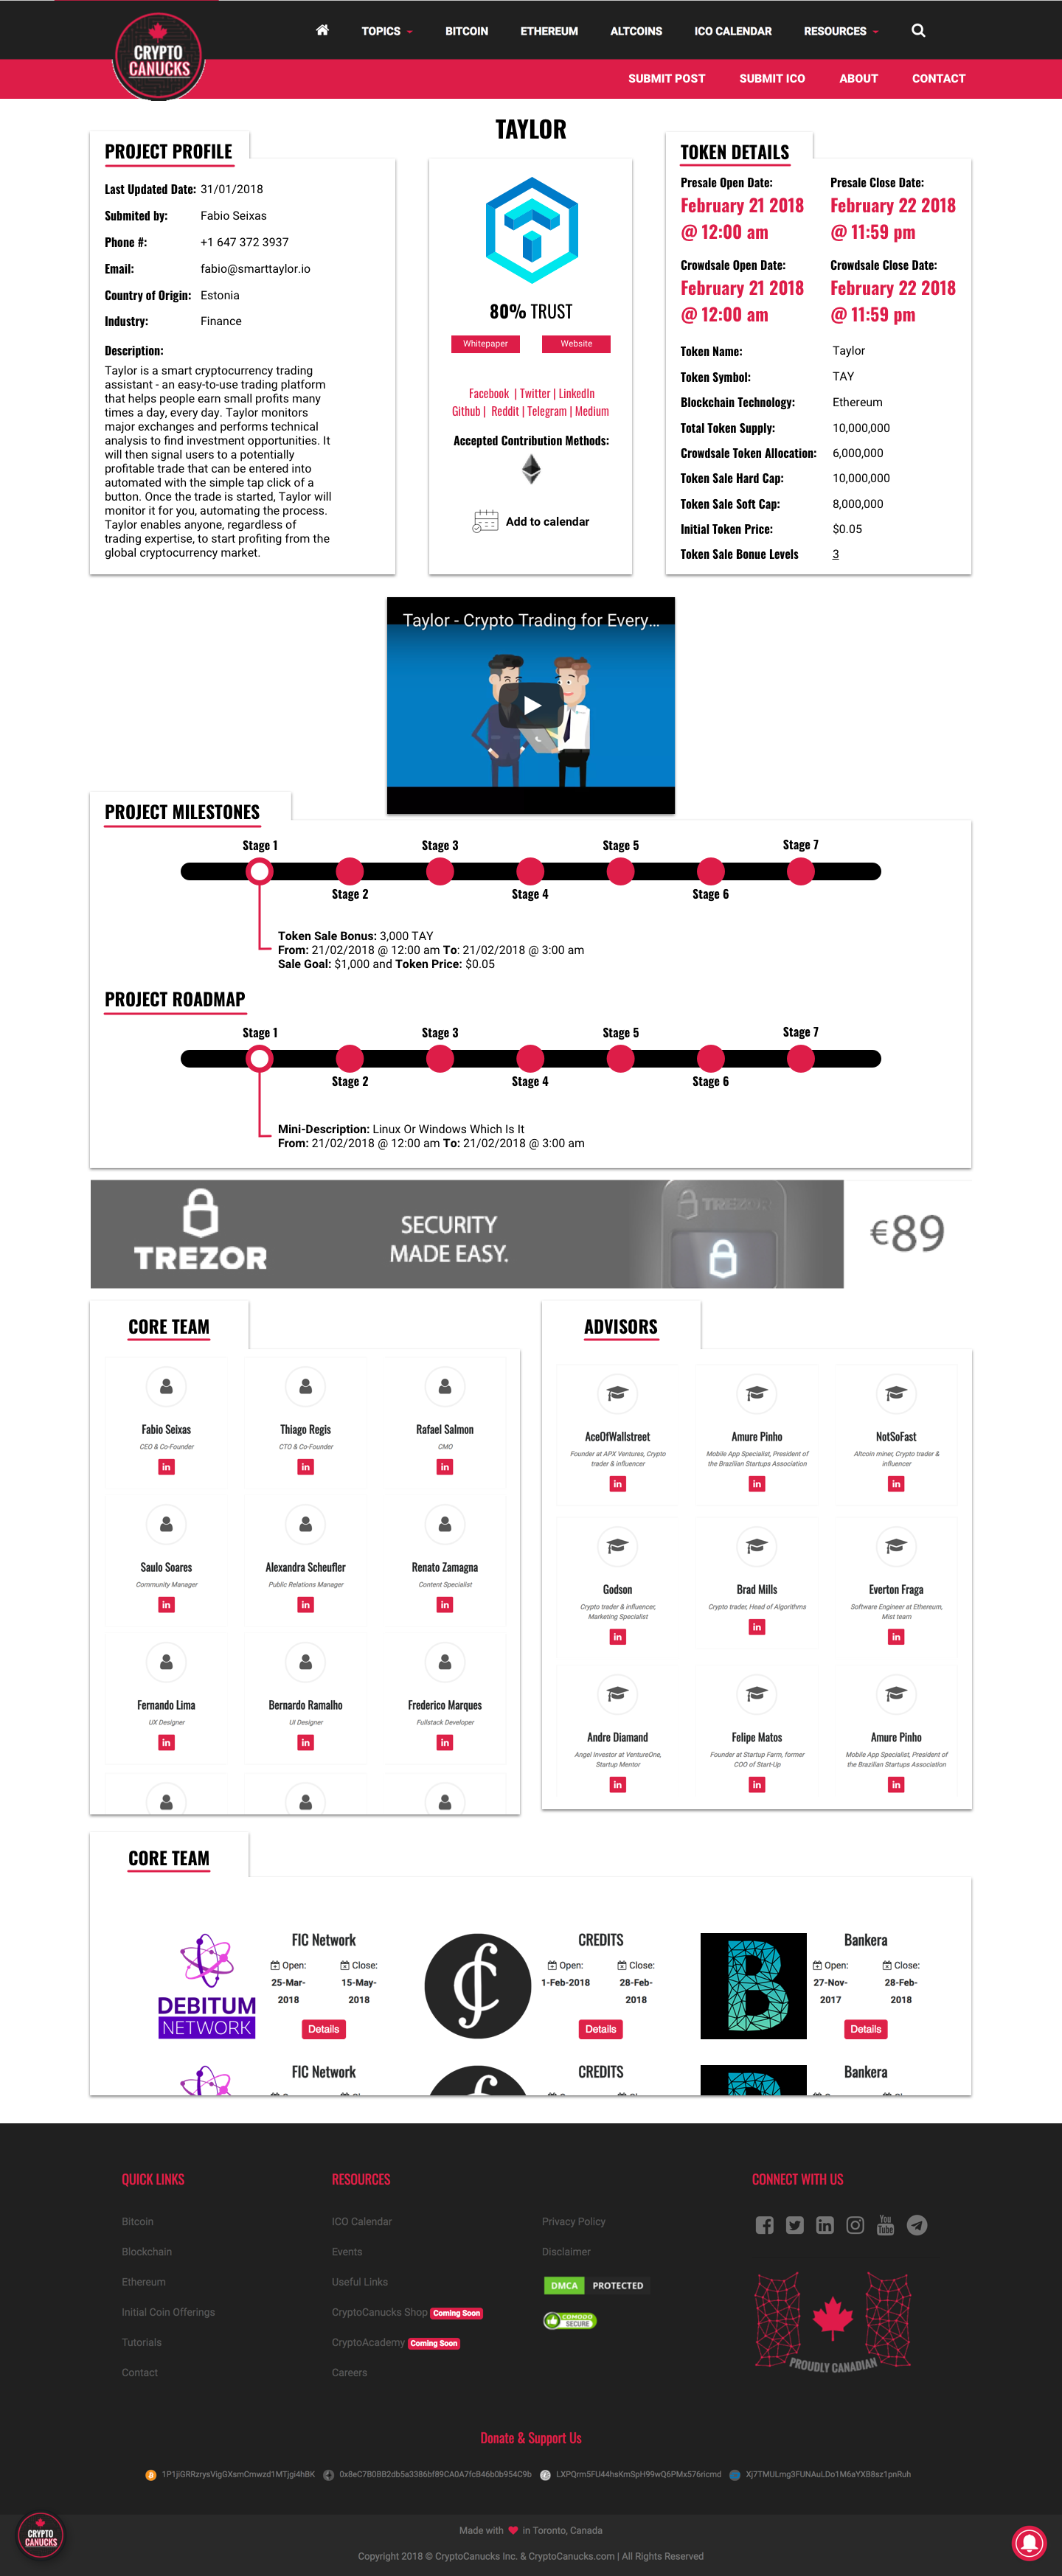 CRYPTO
CANUCKS
TOPICS
BITCOIN
ETHEREUM
ALTCOINS
ICO CALENDAR
RESOURCES
SUBMIT POST
SUBMIT ICO
ABOUT
CONTACT
TAYLOR
PROJECT PROFILE
Last Updated Date: 31/01/2018
Submited by: Fabio Seixas
Phone #: +1 647 372 3937
Email: fabio@smarttaylor.io
Country of Origin: Estonia
Industry: Finance
Description:
Taylor is a smart cryptocurrency trading
assistant - an easy-to-use trading platform
that helps people earn small profits many
times a day, every day. Taylor monitors
major exchanges and performs technical
analysis to find investment opportunities. It
will then signal users to a potentially
profitable trade that can be entered into
automated with the simple tap click of a
button. Once the trade is started, Taylor will
monitor it for you, automating the process.
Taylor enables anyone, regardless of
trading expertise, to start profiting from the
global cryptocurrency market.
80% TRUST
Whitepaper
Website
Facebook | Twitter | LinkedIn
Github | Reddit | Telegram | Medium
Accepted Contribution Methods:
Add to calendar
TOKEN DETAILS
Presale Open Date:
February 21 2018
@ 12:00 am
Presale Close Date:
February 22 2018
@ 11:59 pm
Crowdsale Open Date:
February 21 2018
@ 12:00 am
Crowdsale Close Date:
February 22 2018
@ 11:59 pm
Token Name: Taylor
Token Symbol: TAY
Blockchain Technology: Ethereum
Total Token Supply: 10,000,000
Crowdsale Token Allocation: 6,000,000
Token Sale Hard Cap: 10,000,000
Token Sale Soft Cap: 8,000,000
Initial Token Price: $0.05
Token Sale Bonue Levels 3
Taylor - Crypto Trading for Every...
PROJECT MILESTONES
Stage 1
Stage 2
Stage 3
Stage 4
Stage 5
Stage 6
Stage 7
Token Sale Bonus: 3,000 TAY
From: 21/02/2018 @ 12:00 am To: 21/02/2018 @ 3:00 am
Sale Goal: $1,000 and Token Price: $0.05
PROJECT ROADMAP
Stage 1
Stage 2
Stage 3
Stage 4
Stage 5
Stage 6
Stage 7
Mini-Description: Linux Or Windows Which Is It
From: 21/02/2018 @ 12:00 am To: 21/02/2018 @ 3:00 am
TREZOR
SECURITY
MADE EASY.
TREZOR
€89
CORE TEAM
Fabio Seixas
CEO & Co-Founder
in
Thiago Regis
CTO & Co-Founder
in
Rafael Salmon
CMO
in
Saulo Soares
Community Manager
in
Alexandra Scheufler
Public Relations Manager
in
Renato Zamagna
Content Specialist
in
Fernando Lima
UX Designer
in
Bernardo Ramalho
UI Designer
in
Frederico Marques
Fullstack Developer
in
ADVISORS
AceOfWallstreet
Founder at APX Ventures, Crypto
trader & influencer
in
Amure Pinho
Mobile App Specialist, President of
the Brazilian Startups Association
in
NotSoFast
Altcoin miner, Crypto trader &
influencer
in
Godson
Crypto trader & influencer,
Marketing Specialist
in
Brad Mills
Crypto trader, Head of Algorithms
in
Everton Fraga
Software Engineer at Ethereum,
Mist team
in
Andre Diamand
Angel Investor at VentureOne,
Startup Mentor
in
Felipe Matos
Founder at Startup Farm, former
COO of Start-Up
in
Amure Pinho
Mobile App Specialist, President of
the Brazilian Startups Association
in
CORE TEAM
DEBITUM
NETWORK
FIC Network
Open:
25-Mar-
2018
Close:
15-May-
2018
Details
CREDITS
Open:
1-Feb-2018
Close:
28-Feb-
2018
Details
B
Bankera
Open:
27-Nov-
2017
Close:
28-Feb-
2018
Details
FIC Network
CREDITS
Bankera
QUICK LINKS
Bitcoin
Blockchain
Ethereum
Initial Coin Offerings
Tutorials
Contact
RESOURCES
ICO Calendar
Events
Useful Links
CryptoCanucks Shop Coming Soon
CryptoAcademy Coming Soon
Careers
Privacy Policy
Disclaimer
DMCA PROTECTED
COMODO
SECURE
CONNECT WITH US
You
Tube
PROUDLY CANADIAN
Donate & Support Us
1P1jiGRRzrysVigGXsmCmwzd1MTjgi4hBK
0x8eC7B0BB2db5a3386bf89CA0A7fcB46b0b954C9b
LXPQrm5FU44hsKmSpH99wQ6PMx576ricmd
Xj7TMULmg3FUNAuLDo1M6aYXB8sz1pnRuh
Made with in Toronto, Canada
Copyright 2018 © CryptoCanucks Inc. & CryptoCanucks.com | All Rights Reserved
CRYPTO
CANUCKS